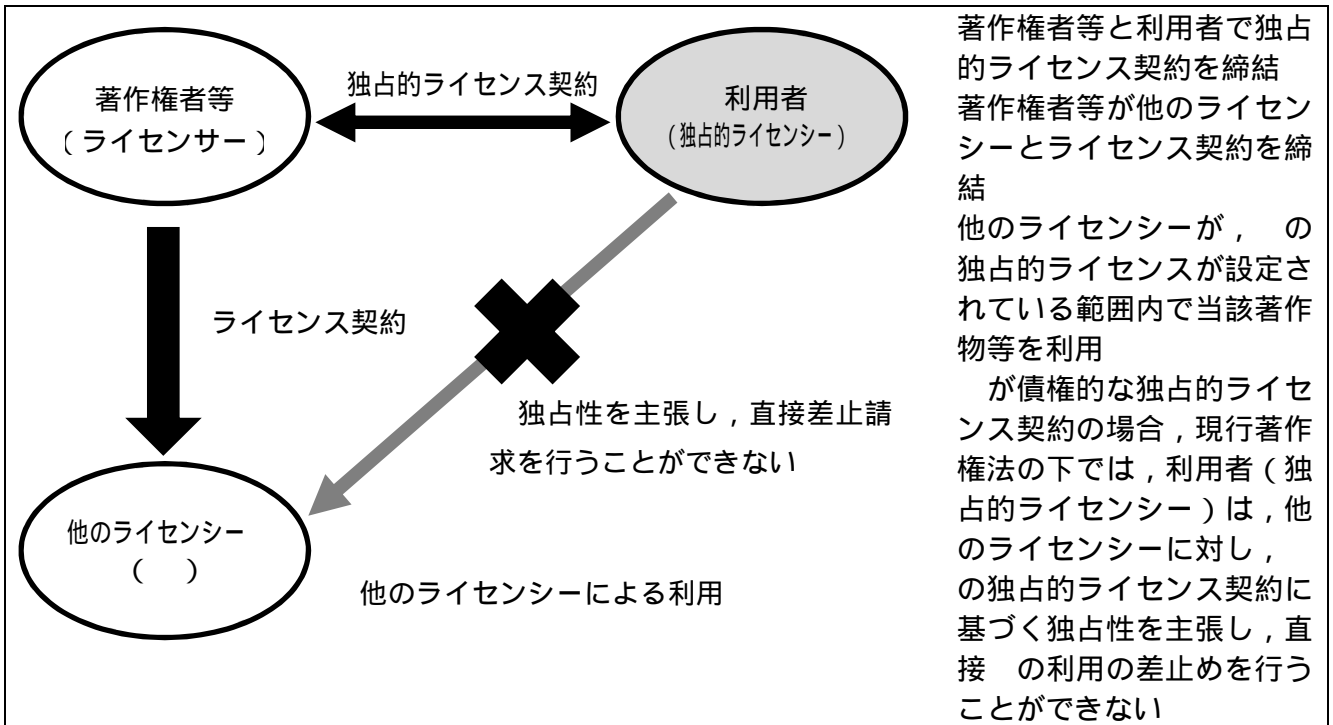 著作権者等
(ライセンサー)
独占的ライセンス契約
利用者
(独占的ライセンシー)
ライセンス契約
独占性を主張し,直接差止請
求を行うことができない
他のライセンシー
(　)
他のライセンシーによる利用
著作権者等と利用者で独占
的ライセンス契約を締結
著作権者等が他のライセン
シーとライセンス契約を締
結
他のライセンシーが,　の
独占的ライセンスが設定さ
れている範囲内で当該著作
物等を利用
　が債権的な独占的ライセ
ンス契約の場合,現行著作
権法の下では,利用者(独
占的ライセンシー)は,他
のライセンシーに対し,
の独占的ライセンス契約に
基づく独占性を主張し,直
接　の利用の差止めを行う
ことができない